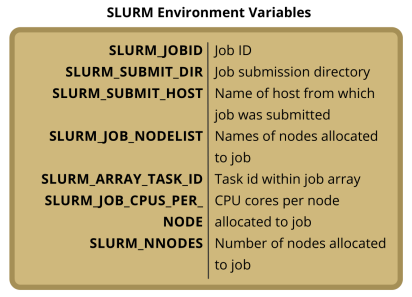 SLURM Environment Variables
SLURM_JOBID Job ID
SLURM_SUBMIT_DIR Job submission directory
SLURM_SUBMIT_HOST Name of host from which
job was submitted
SLURM_JOB_NODELIST Names of nodes allocated
to job
SLURM_ARRAY_TASK_ID Task id within job array
SLURM_JOB_CPUS_PER_ CPU cores per node
NODE allocated to job
SLURM_NNODES Number of nodes allocated
to job